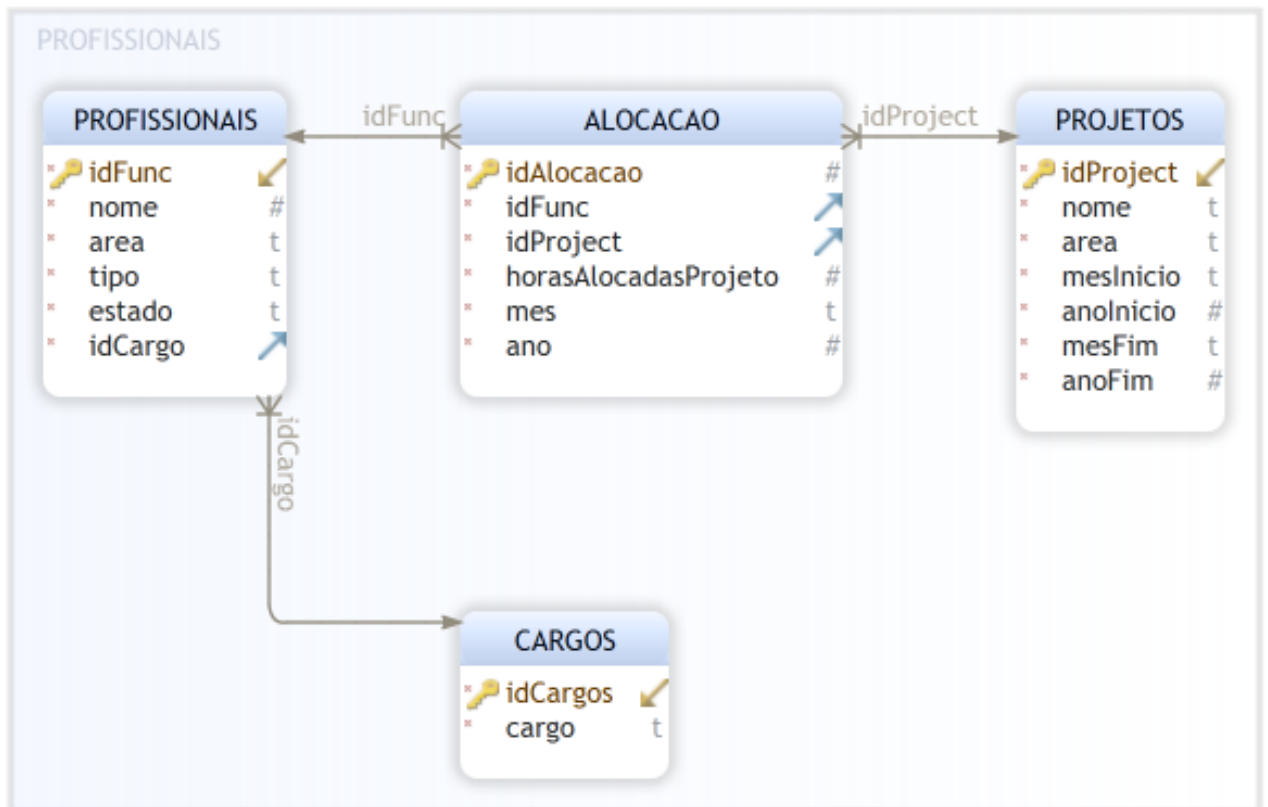 PROFISSIONAIS
PROFISSIONAIS
idFunc
nome #
area t
tipo t
estado t
idCargo
idFunc
ALOCACAO
idAlocacao #
idFunc
idProject
horasAlocadasProjeto #
mes t
ano #
idProject
PROJETOS
idProject
nome t
area t
mesInicio t
anoInicio #
mesFim t
anoFim #
idCargo
CARGOS
idCargos
cargo t